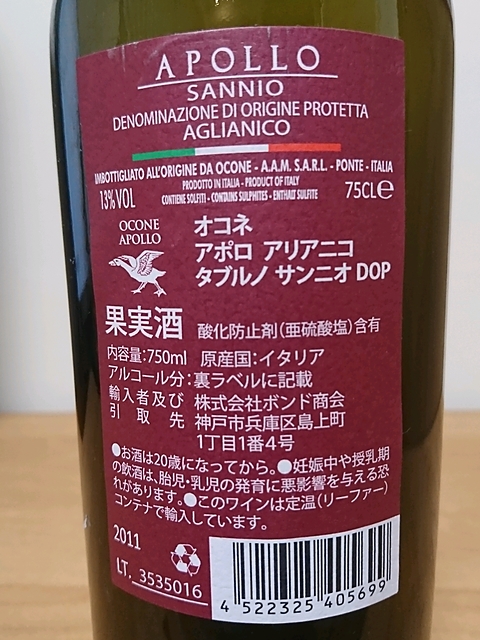 APOLLO
SANNIO
DENOMINAZIONE DI ORIGINE PROTETTA
AGLIANICO
IMBOTTIGLIATO ALL'ORIGINE DA OCONE - A.A.M. S.A.R.L. - PONTE - ITALIA
PRODOTTO IN ITALIA - PRODUCT OF ITALY
13% VOL
CONTIENE SOLFITI - CONTAINS SULPHITES - ENTHALT SULFITE
75CL℮
OCONE
APOLLO
オコネ
アポロ アリアニコ
タブルノ サンニオ DOP
果実酒 酸化防止剤(亜硫酸塩)含有
内容量:750ml 原産国:イタリア
アルコール分:裏ラベルに記載
輸入者及び 株式会社ボンド商会
引取先 神戸市兵庫区島上町
1丁目1番4号
●お酒は20歳になってから。●妊娠中や授乳期
の飲酒は、胎児・乳児の発育に悪影響を与える恐
れがあります。●このワインは定温(リーファー)
コンテナで輸入しています。
2011
LT. 3535016
4 522325 405699